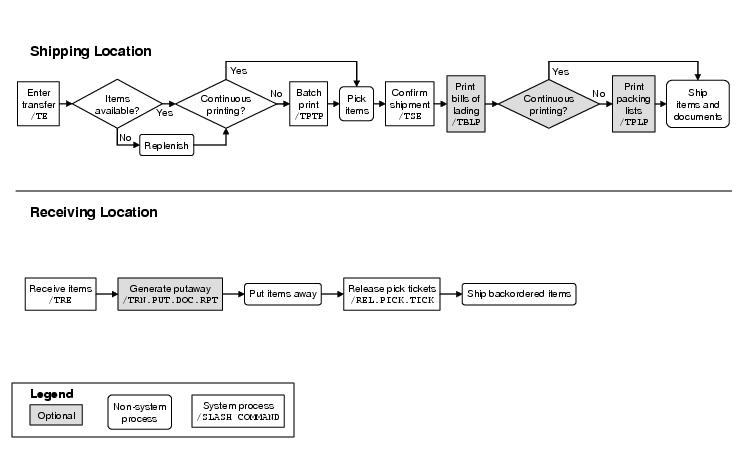 Shipping Location
Enter
transfer
/TE
Items
available?
Yes
No
Replenish
Continuous
printing?
Yes
No
Batch
print
/TPTP
Pick
items
Confirm
shipment
/TSE
Print
bills of
lading
/TBLP
Continuous
printing?
Yes
No
Print
packing
lists
/TPLP
Ship
items and
documents
Receiving Location
Receive items
/TRE
Generate putaway
/TRN.PUT.DOC.RPT
Put items away
Release pick tickets
/REL.PICK.TICK
Ship backordered items
Legend
Optional
Non-system
process
System process
/SLASH COMMAND